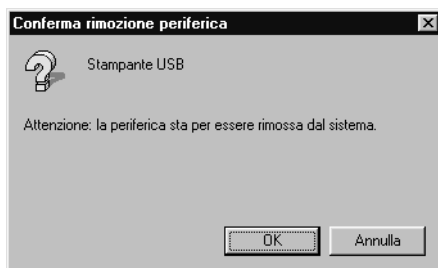 Conferma rimozione periferica
Stampante USB
Attenzione: la periferica sta per essere rimossa dal sistema.
OK
Annulla